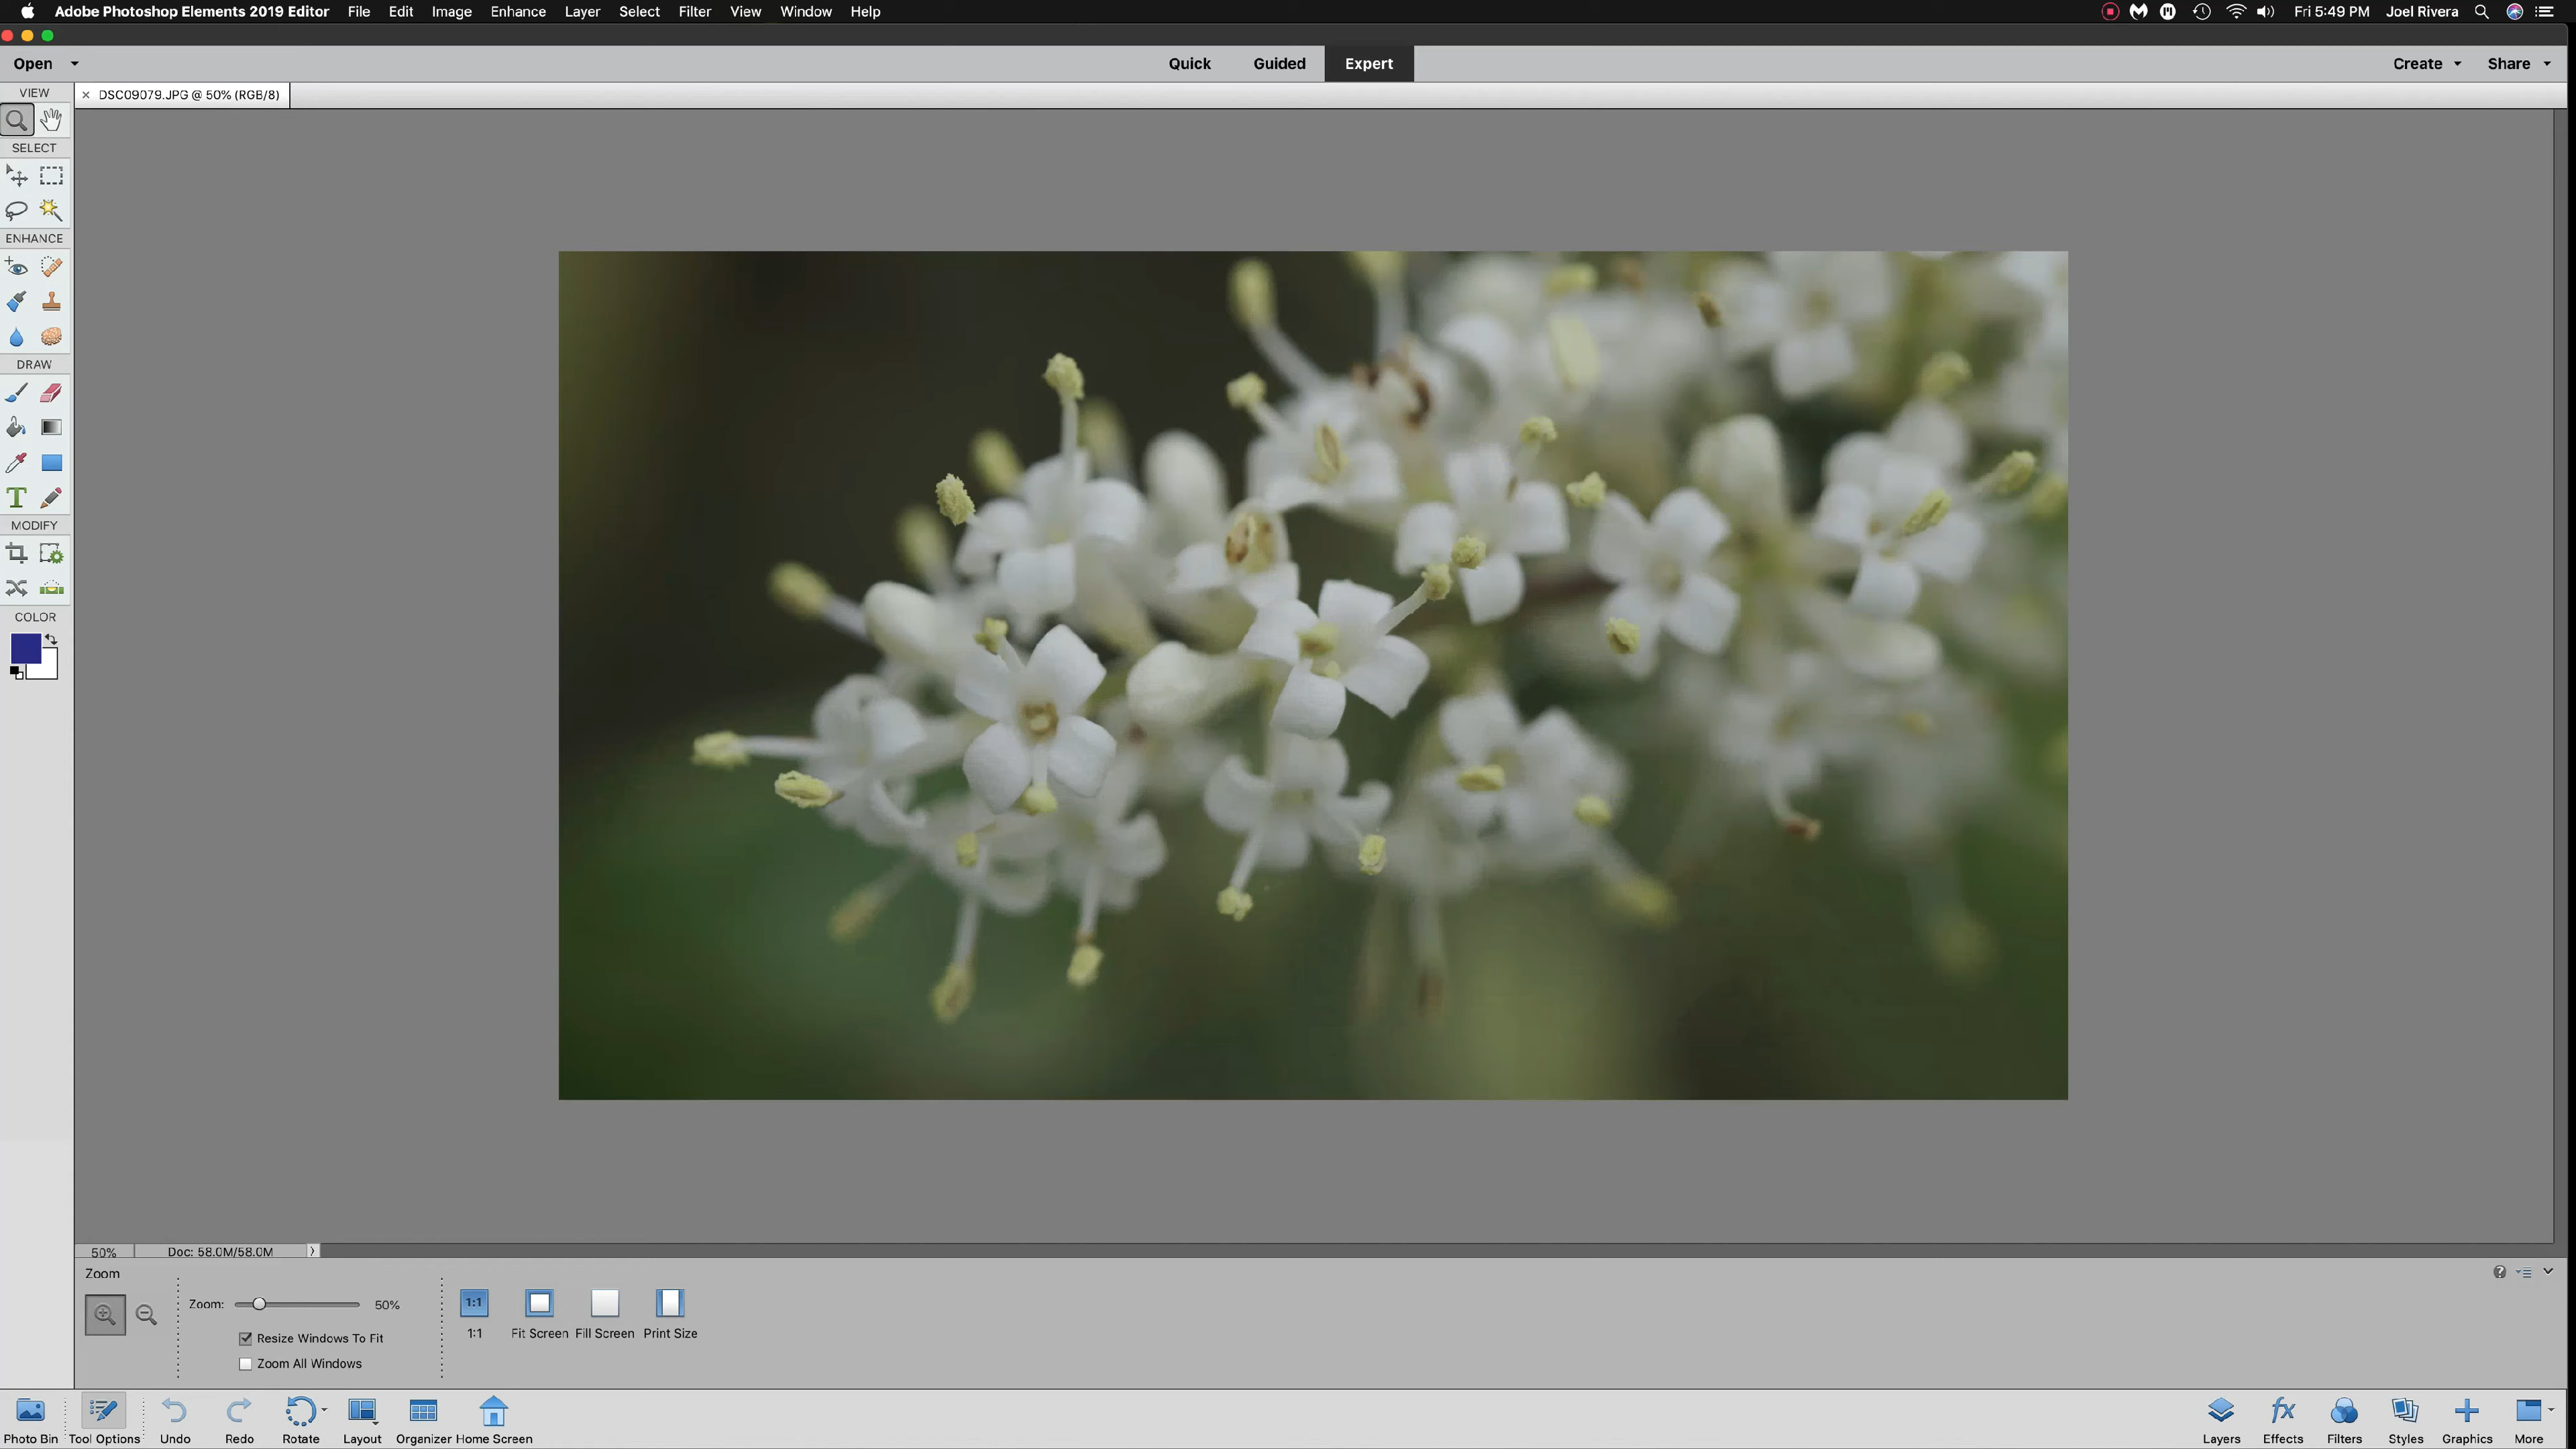 Adobe Photoshop Elements 2019 Editor File Edit Image Enhance Layer Select Filter View Window Help Fri 5:49 PM Joel Rivera
Open Quick Guided Expert Create Share
VIEW
DSC09079.JPG @ 50% (RGB/8)
SELECT
ENHANCE
DRAW
T
MODIFY
COLOR
50% Doc: 58.0M/58.0M
Zoom
Zoom: 50%
1:1
1:1 Fit Screen Fill Screen Print Size
Resize Windows To Fit
Zoom All Windows
fx
Photo Bin Tool Options Undo Redo Rotate Layout Organizer Home Screen Layers Effects Filters Styles Graphics More